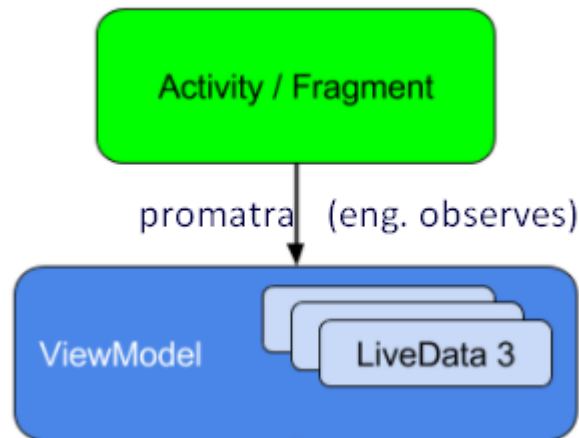 Activity / Fragment
promatra (eng. observes)
ViewModel
LiveData 3